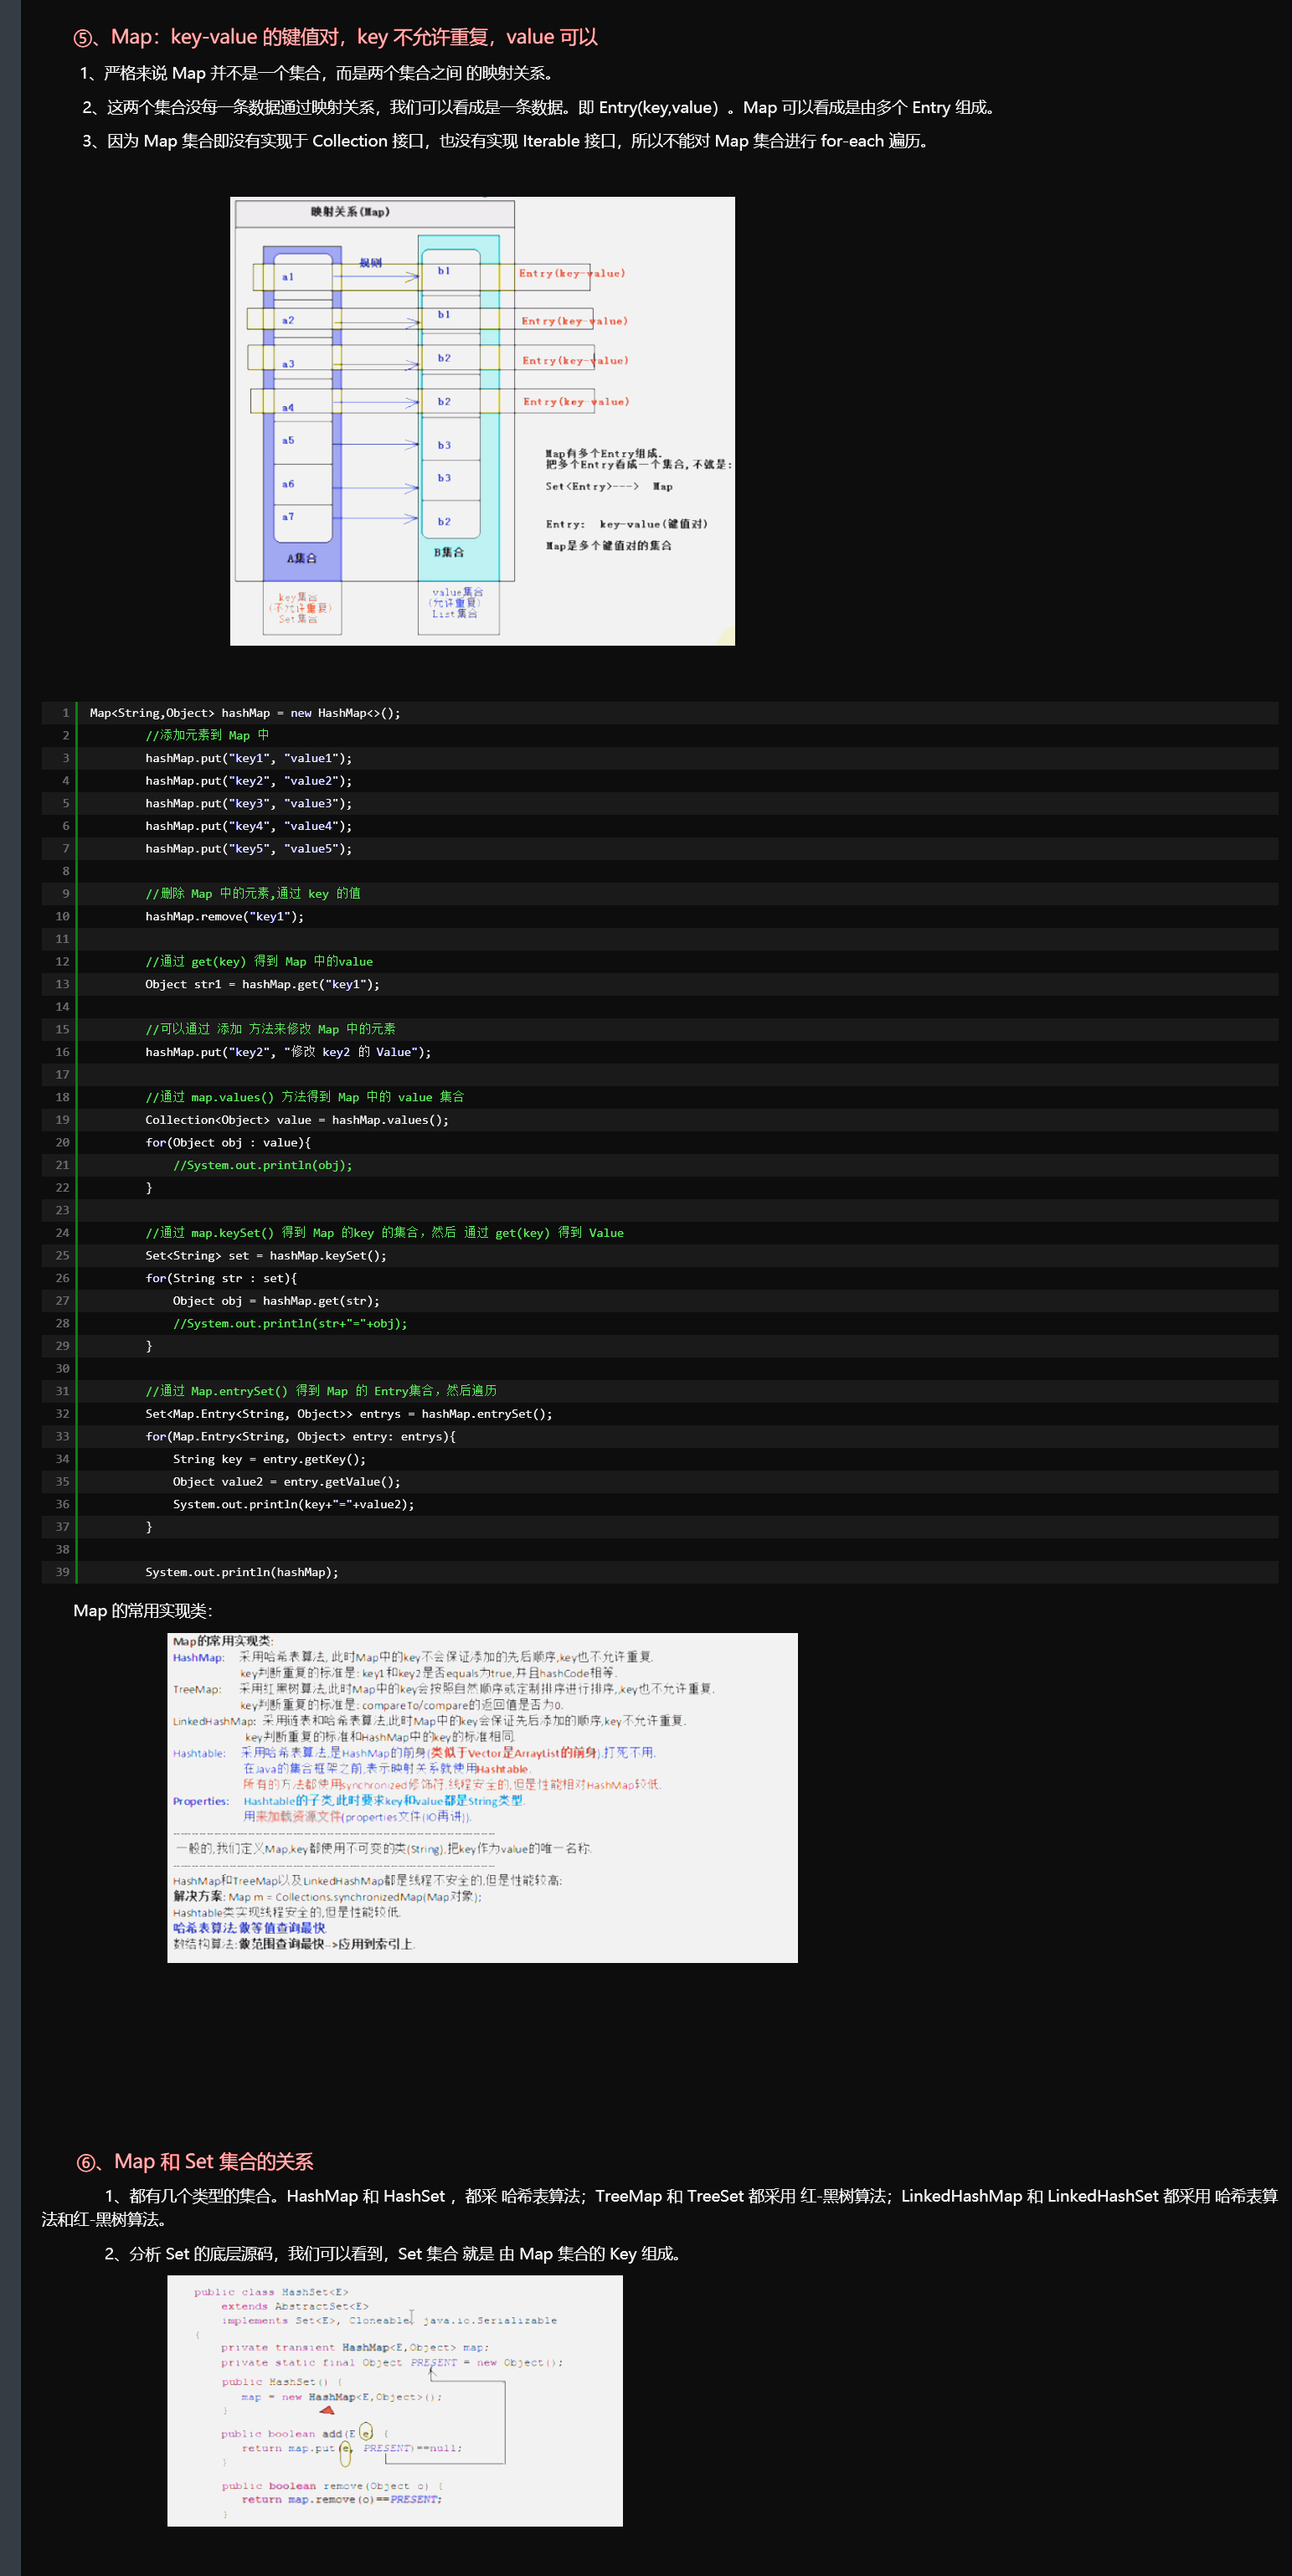 ⑤、Map：key-value 的键值对，key 不允许重复，value 可以
1、严格来说 Map 并不是一个集合，而是两个集合之间 的映射关系。
2、这两个集合没每一条数据通过映射关系，我们可以看成是一条数据。即 Entry(key,value）。Map 可以看成是由多个 Entry 组成。
3、因为 Map 集合即没有实现于 Collection 接口，也没有实现 Iterable 接口，所以不能对 Map 集合进行 for-each 遍历。
映射关系(Map)
规则
a1 b1 Entry(key-value)
a2 b1 Entry(key-value)
a3 b2 Entry(key-value)
a4 b2 Entry(key-value)
a5 b3
a6 b3
a7 b2
Map有多个Entry组成.
把多个Entry看成一个集合,不就是:
Set<Entry>---> Map
Entry: key-value(键值对)
Map是多个键值对的集合
A集合 B集合
key集合
(不允许重复)
Set集合
value集合
(允许重复)
List集合
1 Map<String,Object> hashMap = new HashMap<>();
2 //添加元素到 Map 中
3 hashMap.put("key1", "value1");
4 hashMap.put("key2", "value2");
5 hashMap.put("key3", "value3");
6 hashMap.put("key4", "value4");
7 hashMap.put("key5", "value5");
8
9 //删除 Map 中的元素,通过 key 的值
10 hashMap.remove("key1");
11
12 //通过 get(key) 得到 Map 中的value
13 Object str1 = hashMap.get("key1");
14
15 //可以通过 添加 方法来修改 Map 中的元素
16 hashMap.put("key2", "修改 key2 的 Value");
17
18 //通过 map.values() 方法得到 Map 中的 value 集合
19 Collection<Object> value = hashMap.values();
20 for(Object obj : value){
21 //System.out.println(obj);
22 }
23
24 //通过 map.keySet() 得到 Map 的key 的集合，然后 通过 get(key) 得到 Value
25 Set<String> set = hashMap.keySet();
26 for(String str : set){
27 Object obj = hashMap.get(str);
28 //System.out.println(str+"="+obj);
29 }
30
31 //通过 Map.entrySet() 得到 Map 的 Entry集合，然后遍历
32 Set<Map.Entry<String, Object>> entrys = hashMap.entrySet();
33 for(Map.Entry<String, Object> entry: entrys){
34 String key = entry.getKey();
35 Object value2 = entry.getValue();
36 System.out.println(key+"="+value2);
37 }
38
39 System.out.println(hashMap);
Map 的常用实现类：
Map的常用实现类:
HashMap: 采用哈希表算法, 此时Map中的key不会保证添加的先后顺序,key也不允许重复.
key判断重复的标准是: key1和key2是否equals为true,并且hashCode相等.
TreeMap: 采用红黑树算法,此时Map中的key会按照自然顺序或定制排序进行排序,,key也不允许重复.
key判断重复的标准是: compareTo/compare的返回值是否为0.
LinkedHashMap: 采用链表和哈希表算法,此时Map中的key会保证先后添加的顺序,key不允许重复.
key判断重复的标准和HashMap中的key的标准相同.
Hashtable: 采用哈希表算法,是HashMap的前身(类似于Vector是ArrayList的前身).打死不用.
在Java的集合框架之前,表示映射关系就使用Hashtable.
所有的方法都使用synchronized修饰符,线程安全的,但是性能相对HashMap较低.
Properties: Hashtable的子类,此时要求key和value都是String类型.
用来加载资源文件(properties文件(IO再讲)).
--------------------------------------------------------------
一般的,我们定义Map,key都使用不可变的类(String),把key作为value的唯一名称.
--------------------------------------------------------------
HashMap和TreeMap以及LinkedHashMap都是线程不安全的,但是性能较高:
解决方案: Map m = Collections.synchronizedMap(Map对象);
Hashtable类实现线程安全的,但是性能较低.
哈希表算法:做等值查询最快.
数结构算法:做范围查询最快-->应用到索引上.
⑥、Map 和 Set 集合的关系
1、都有几个类型的集合。HashMap 和 HashSet ，都采 哈希表算法；TreeMap 和 TreeSet 都采用 红-黑树算法；LinkedHashMap 和 LinkedHashSet 都采用 哈希表算
法和红-黑树算法。
2、分析 Set 的底层源码，我们可以看到，Set 集合 就是 由 Map 集合的 Key 组成。
public class HashSet<E>
extends AbstractSet<E>
implements Set<E>, Cloneable, java.io.Serializable
{
private transient HashMap<E,Object> map;
private static final Object PRESENT = new Object();
public HashSet() {
map = new HashMap<E,Object>();
}
public boolean add(E e) {
return map.put(e, PRESENT)==null;
}
public boolean remove(Object o) {
return map.remove(o)==PRESENT;
}